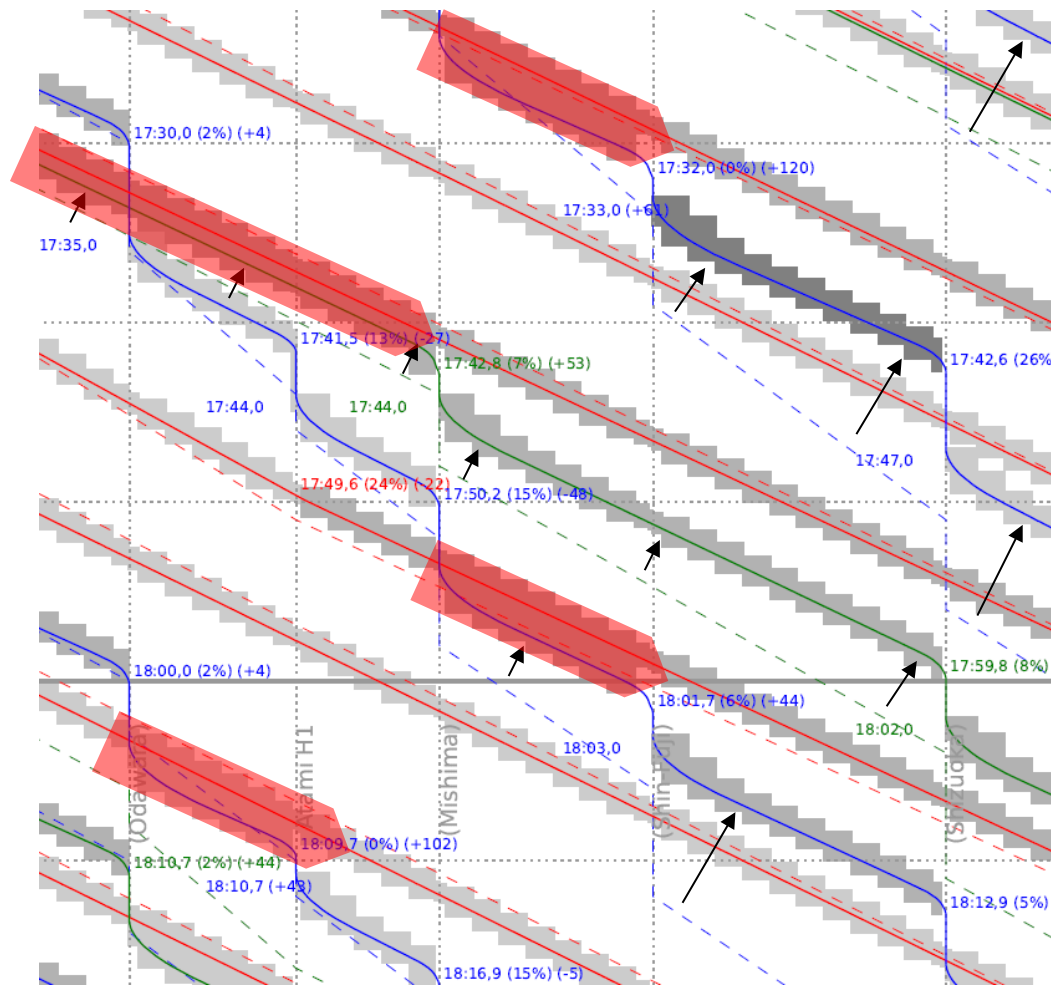 17:30,0 (2%) (+4)
17:32,0 (0%) (+120)
17:33,0 (+61)
17:35,0
17:41,5 (13%) (-27)
17:42,8 (7%) (+53)
17:42,6 (26%
17:44,0
17:44,0
17:47,0
17:49,6 (24%) (-22)
17:50,2 (15%) (-48)
17:59,8 (8%)
18:00,0 (2%) (+4)
18:01,7 (6%) (+44)
18:02,0
18:03,0
(Odawara)
Atami H1
(Mishima)
(Shin-Fuji)
(Shizuoka)
18:09,7 (0%) (+102)
18:10,7 (2%) (+44)
18:10,7 (+43)
18:12,9 (5%)
18:16,9 (15%) (-5)